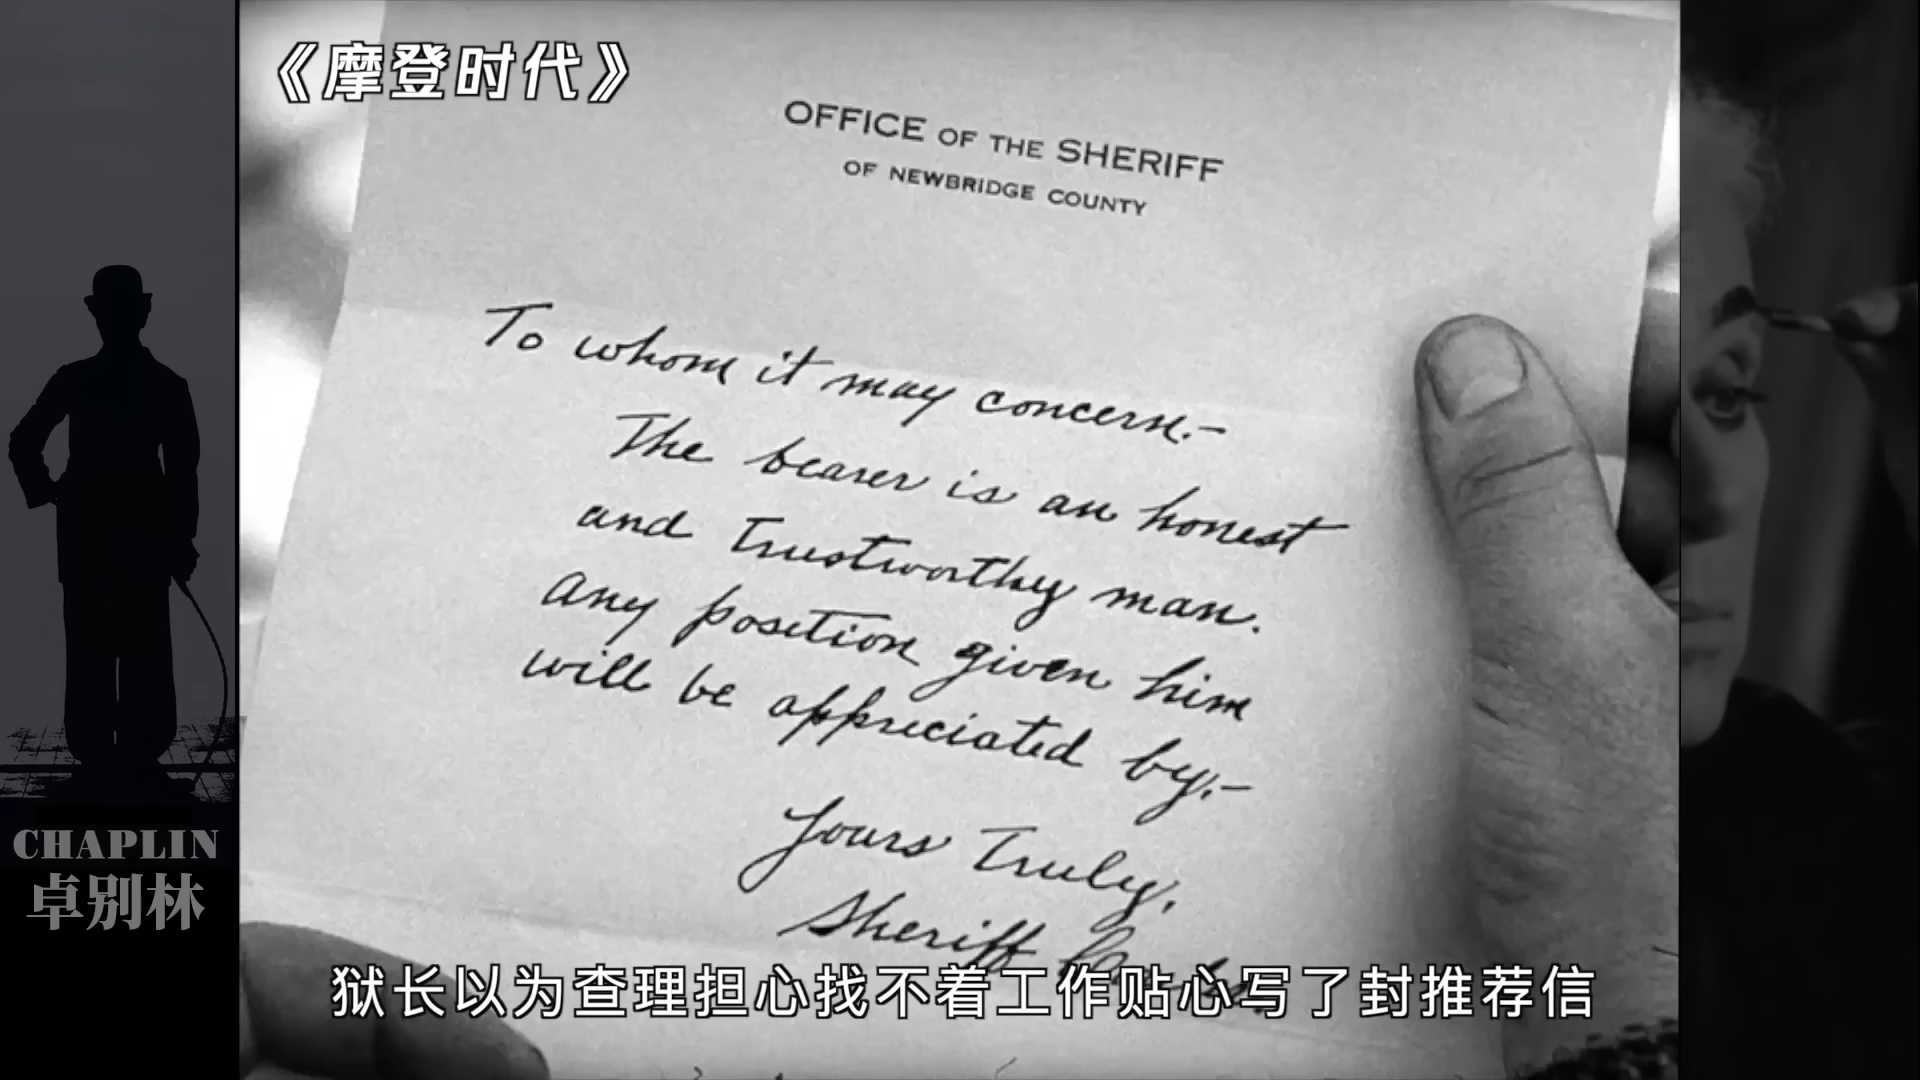 《摩登时代》
OFFICE OF THE SHERIFF
OF NEWBRIDGE COUNTY
To whom it may concern:-
The bearer is an honest
and trustworthy man.
Any position given him
will be appreciated by,-
Yours Truly,
Sheriff
狱长以为查理担心找不着工作贴心写了封推荐信
CHAPLIN
卓别林